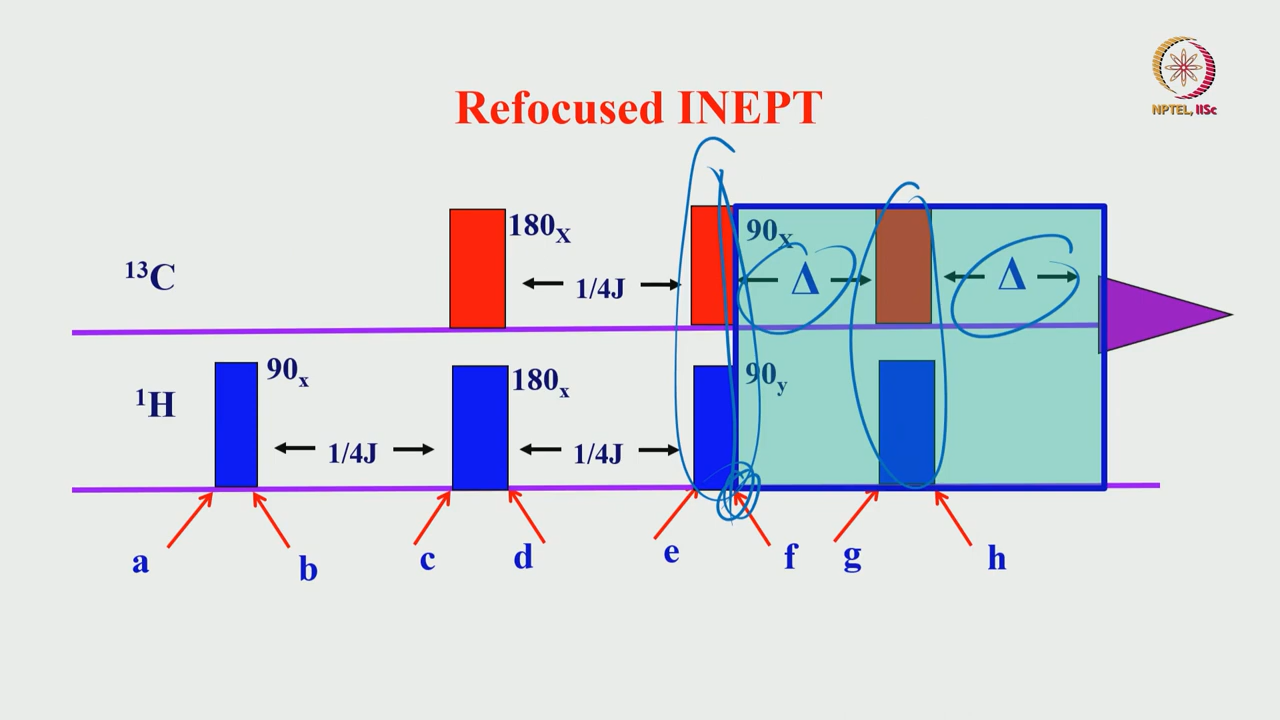 Refocused INEPT
NPTEL, IISc
¹³C
180X
1/4J
90X
Δ
Δ
¹H
90x
1/4J
180x
1/4J
90y
a
b
c
d
e
f
g
h